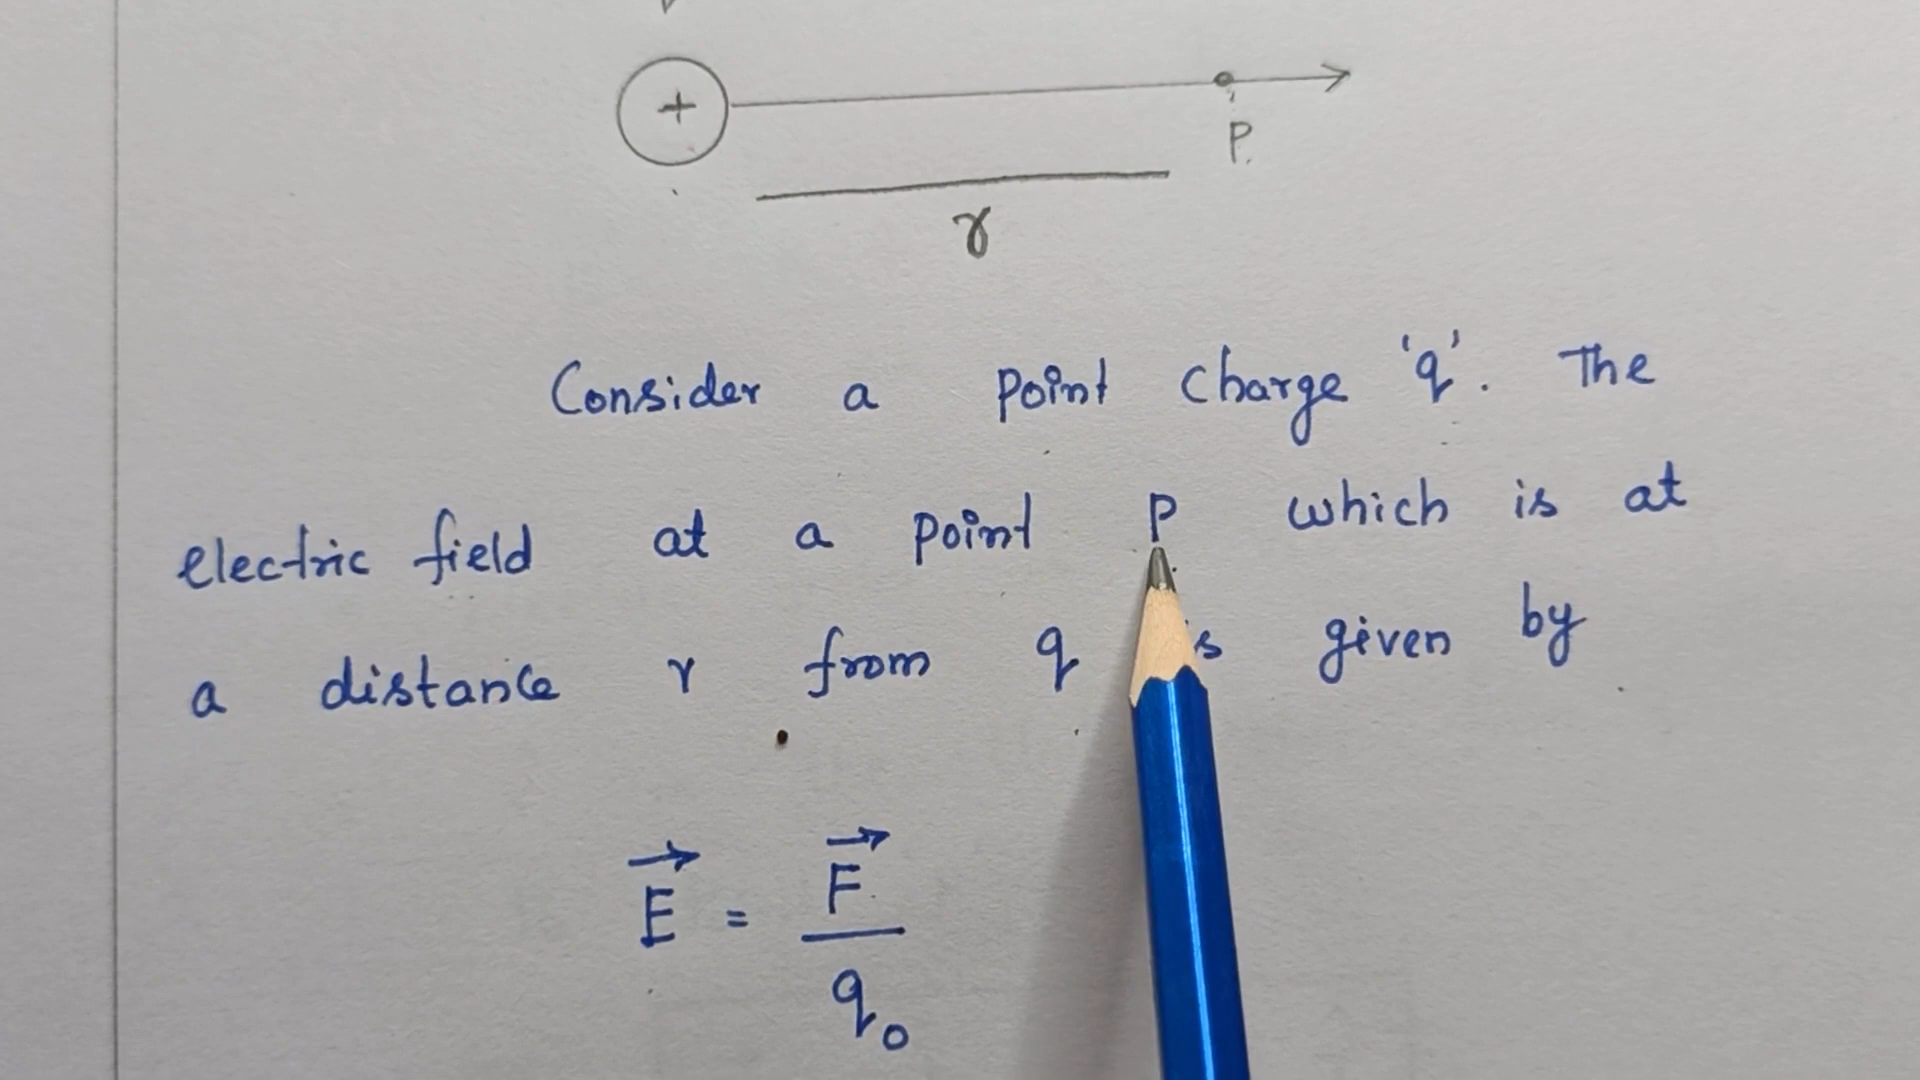 +
P.
r
Consider a point charge 'q'. The
electric field at a point P which is at
a distance r from q is given by
E = F / q₀